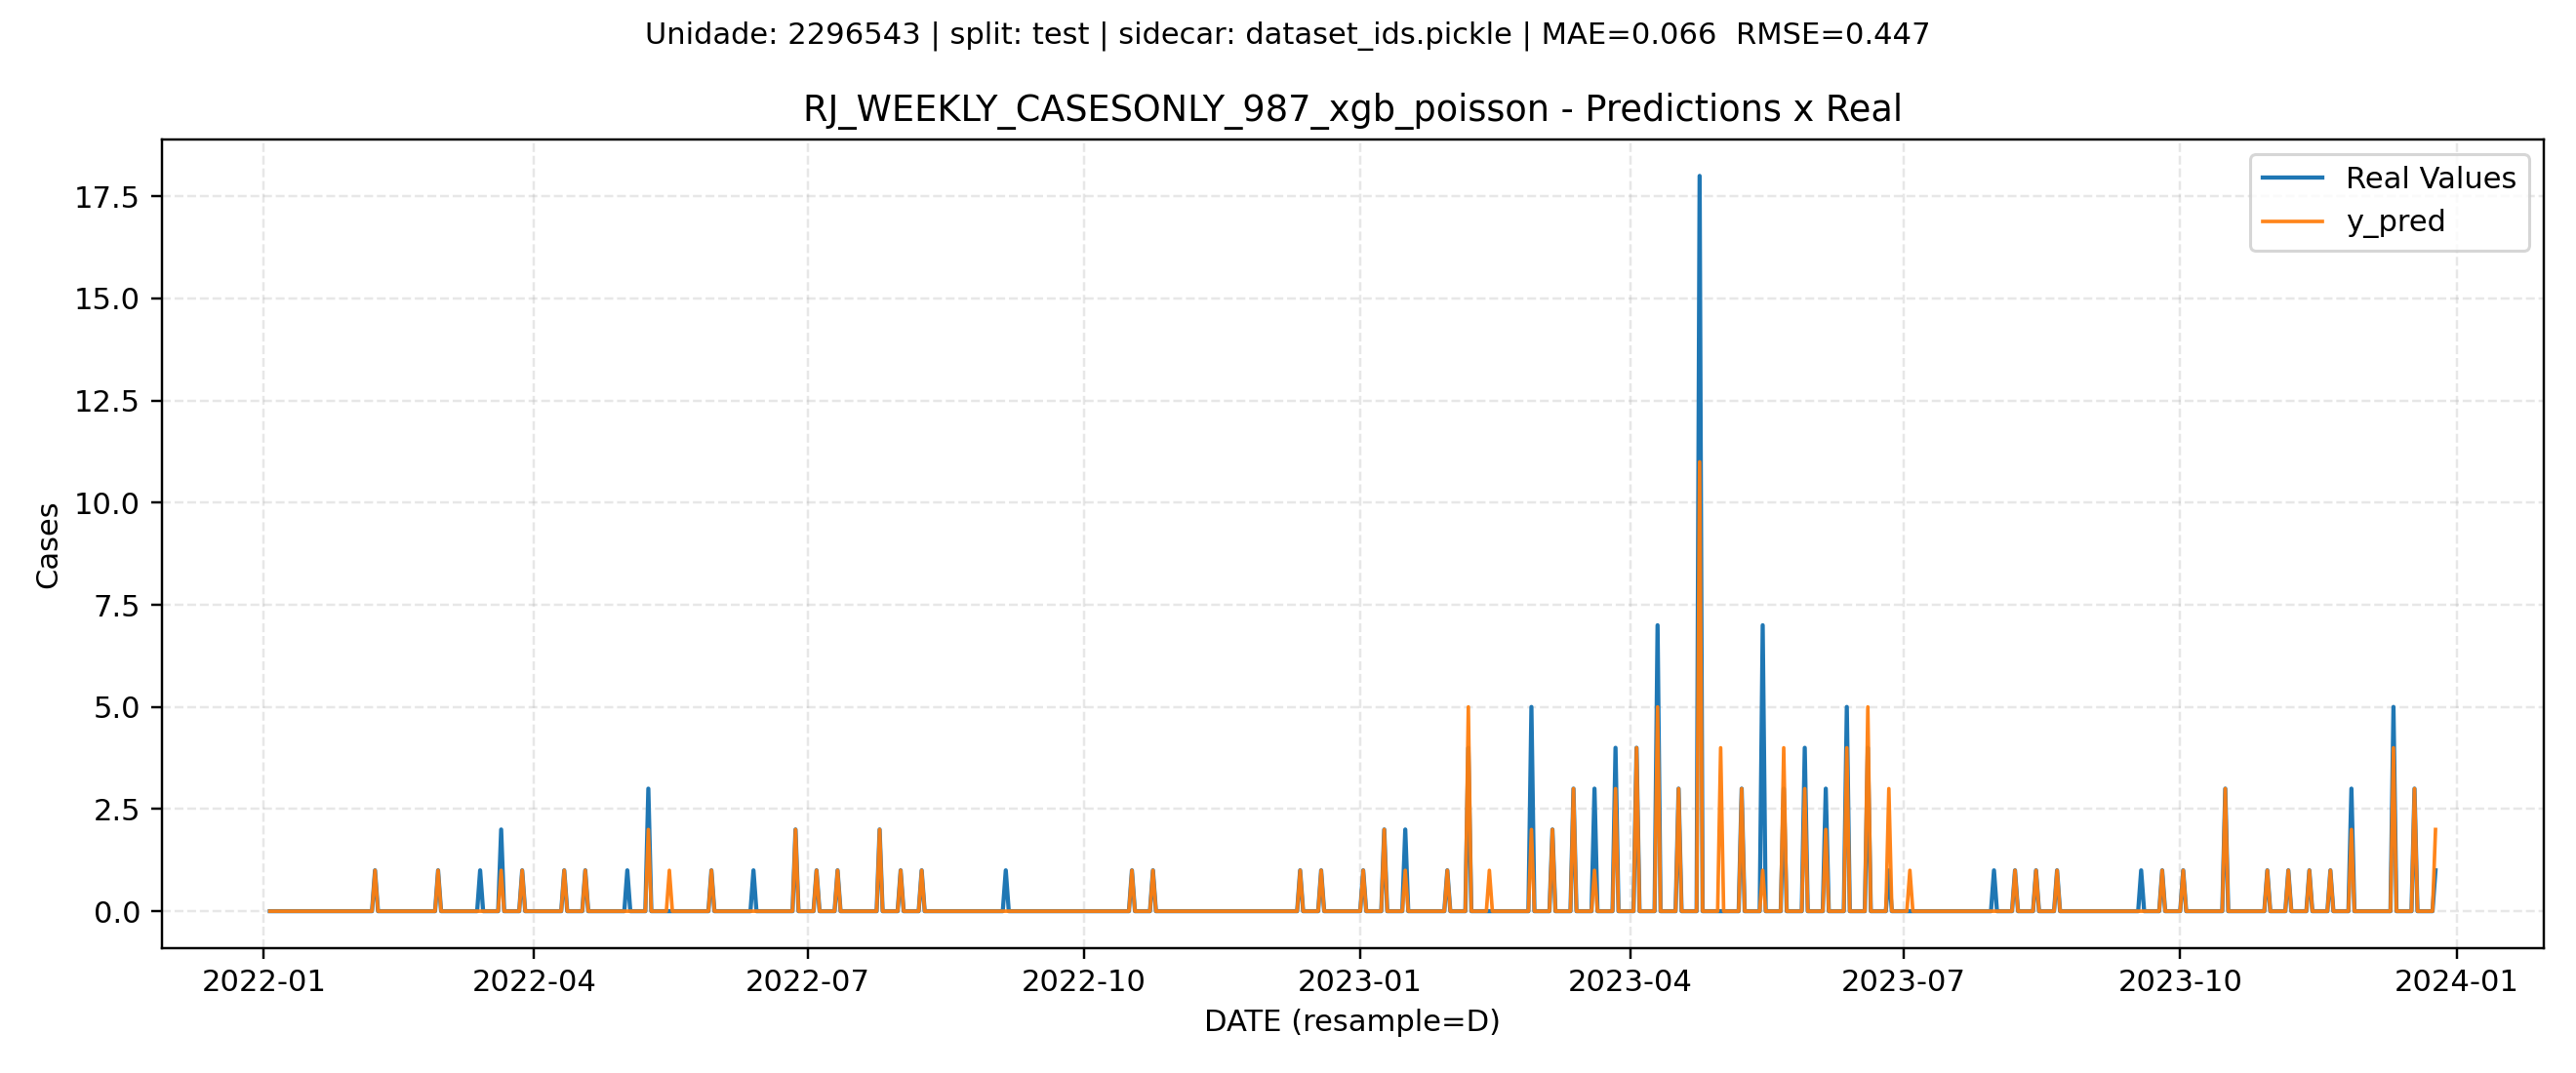 Unidade: 2296543 | split: test | sidecar: dataset_ids.pickle | MAE=0.066  RMSE=0.447
RJ_WEEKLY_CASESONLY_987_xgb_poisson - Predictions x Real
Real Values
y_pred
17.5
15.0
12.5
10.0
7.5
5.0
2.5
0.0
Cases
2022-01
2022-04
2022-07
2022-10
2023-01
2023-04
2023-07
2023-10
2024-01
DATE (resample=D)